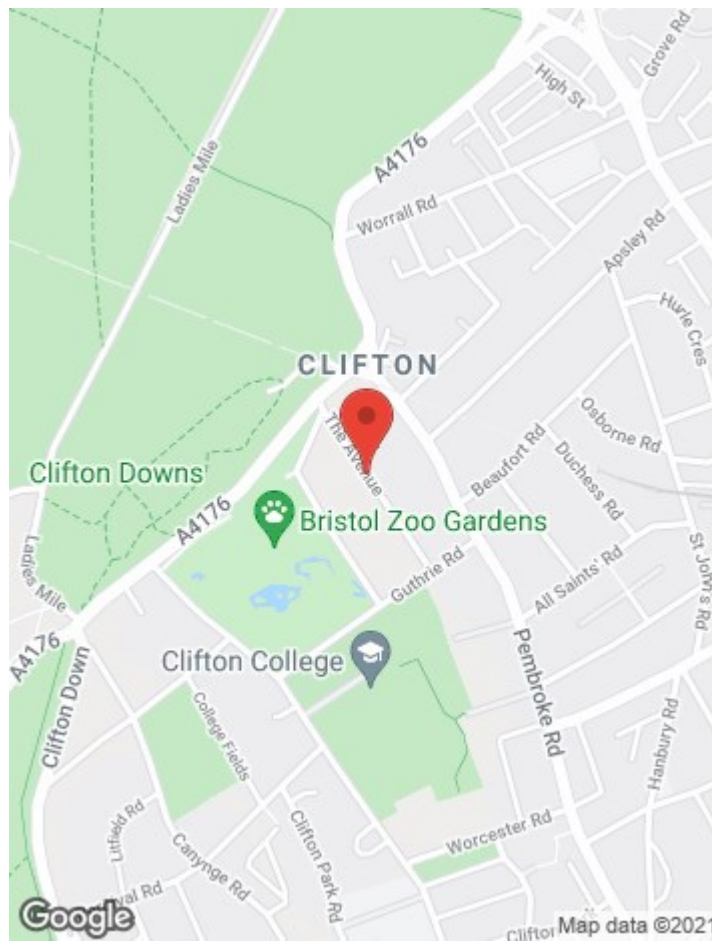 Grove Rd
High St
A4176
Ladies Mile
Worrall Rd
Apsley Rd
Hurle Cres
CLIFTON
The Avenue
Osborne Rd
Beaufort Rd
Duchess Rd
Clifton Downs
A4176
Bristol Zoo Gardens
Ladies Mile
Guthrie Rd
All Saints Rd
St John's Rd
A4176
Clifton College
Pembroke Rd
Clifton Down
College Fields
Hanbury Rd
Litfield Rd
Canynge Rd
Clifton Park Rd
Worcester Rd
Rd
Google
Clifton
Map data ©2021